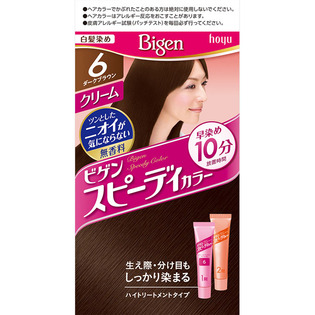 ●ヘアカラーでかぶれたことのある方は絶対に使用しないでください。
●ヘアカラーはアレルギー反応をおこすことがあります。
●皮膚アレルギー試験(パッチテスト)を毎回必ず行ってください。
白髪染め
Bigen
hoyu
6
ダークブラウン
クリーム
ツンとした
ニオイが
気にならない
無香料
早染め
10分
放置時間
Bigen
Speedy Color
ビゲン
スピーディカラー
生え際・分け目も
しっかり染まる
ハイトリートメントタイプ
6
1剤
2剤